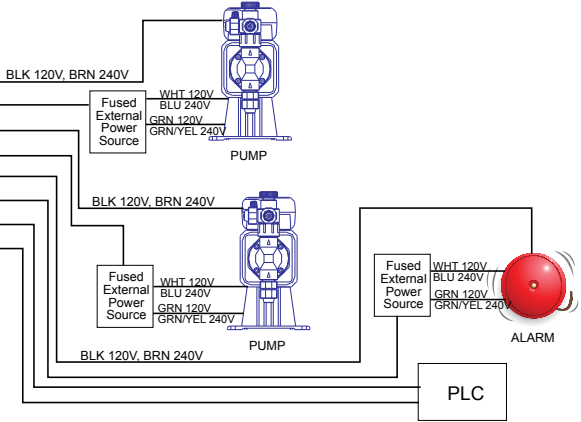 BLK 120V, BRN 240V
Fused
External
Power
Source
WHT 120V
BLU 240V
GRN 120V
GRN/YEL 240V
PUMP
BLK 120V, BRN 240V
Fused
External
Power
Source
WHT 120V
BLU 240V
GRN 120V
GRN/YEL 240V
PUMP
Fused
External
Power
Source
WHT 120V
BLU 240V
GRN 120V
GRN/YEL 240V
ALARM
BLK 120V, BRN 240V
PLC